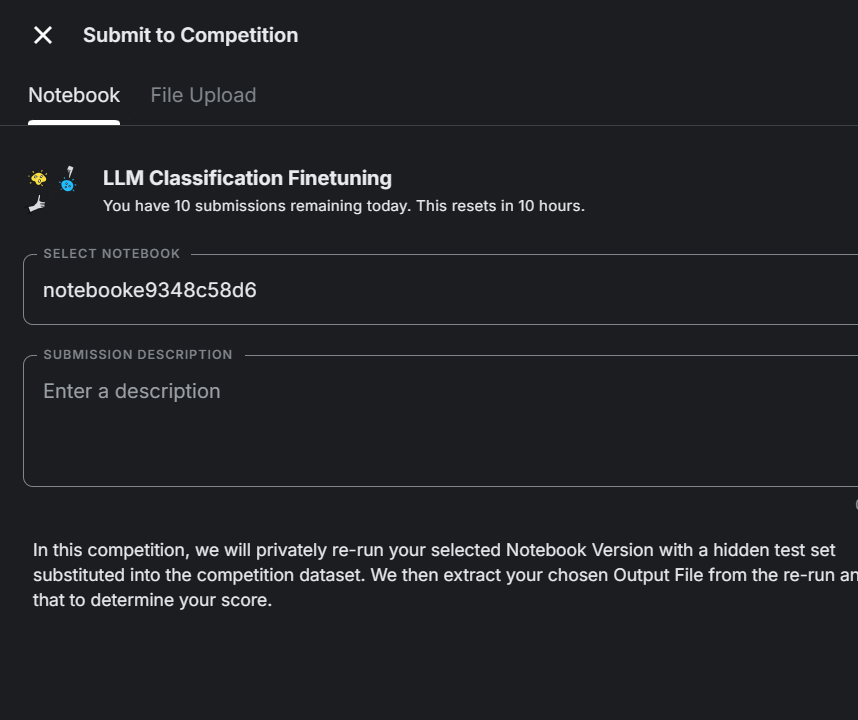 Submit to Competition
Notebook File Upload
LLM Classification Finetuning
You have 10 submissions remaining today. This resets in 10 hours.
SELECT NOTEBOOK
notebooke9348c58d6
SUBMISSION DESCRIPTION
Enter a description
In this competition, we will privately re-run your selected Notebook Version with a hidden test set
substituted into the competition dataset. We then extract your chosen Output File from the re-run
that to determine your score.